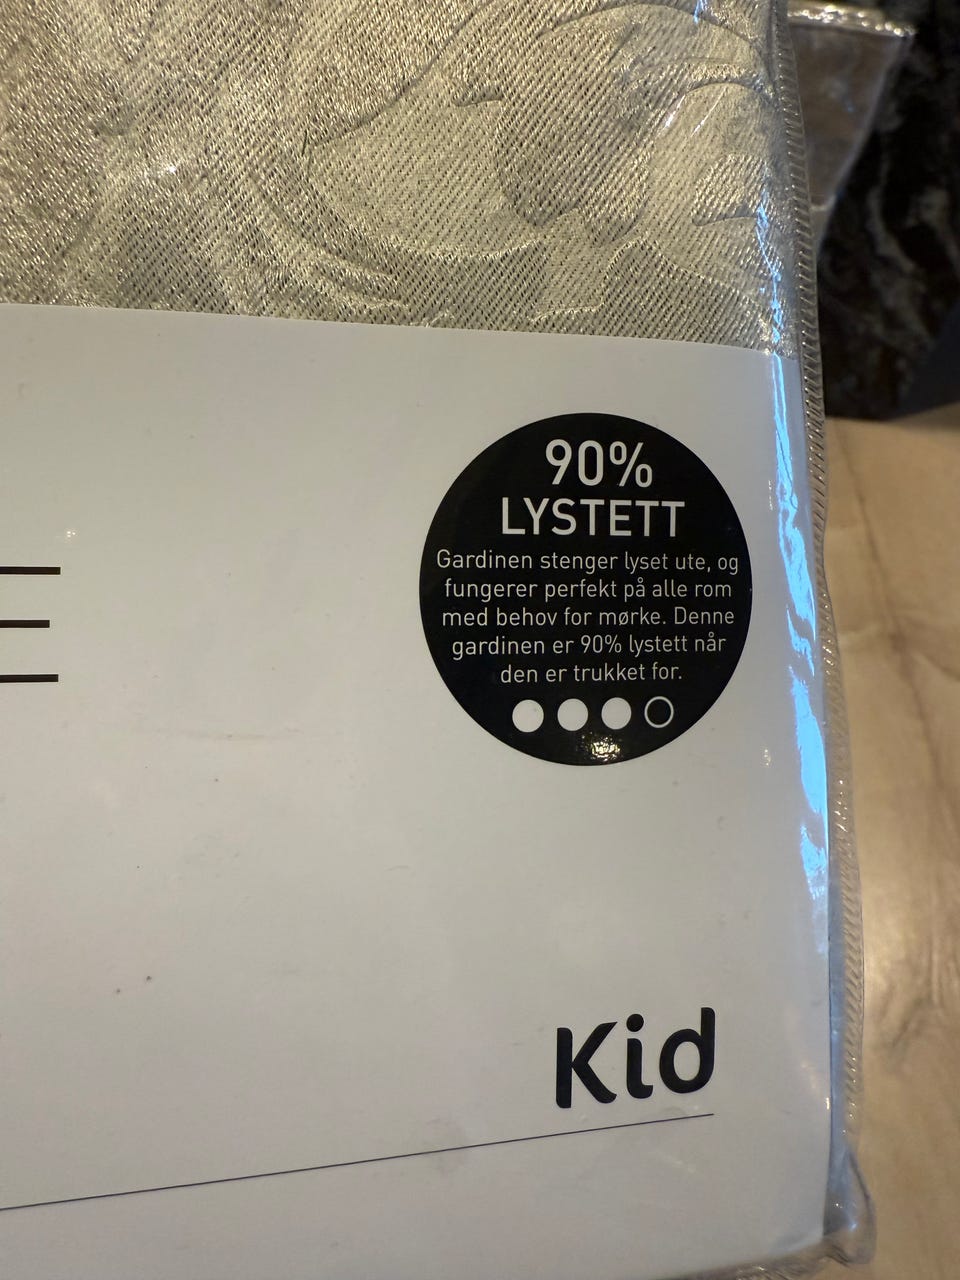 90%
LYSTETT
Gardinen stenger lyset ute, og
fungerer perfekt på alle rom
med behov for mørke. Denne
gardinen er 90% lystett når
den er trukket for.
Kid